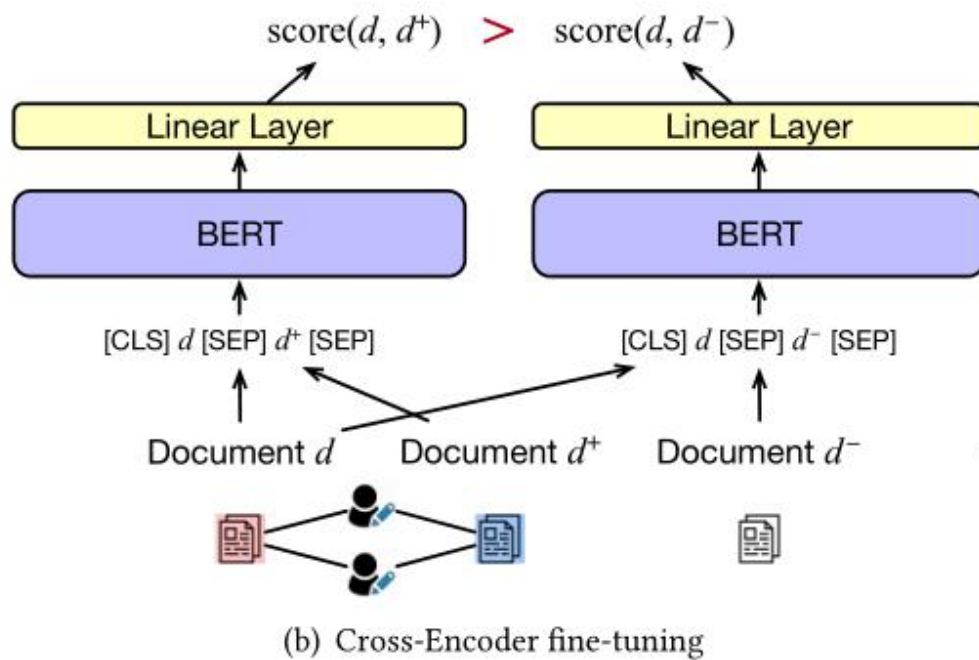 score(d, d⁺) > score(d, d⁻)
Linear Layer Linear Layer
BERT BERT
[CLS] d [SEP] d⁺ [SEP] [CLS] d [SEP] d⁻ [SEP]
Document d Document d⁺ Document d⁻
(b) Cross-Encoder fine-tuning